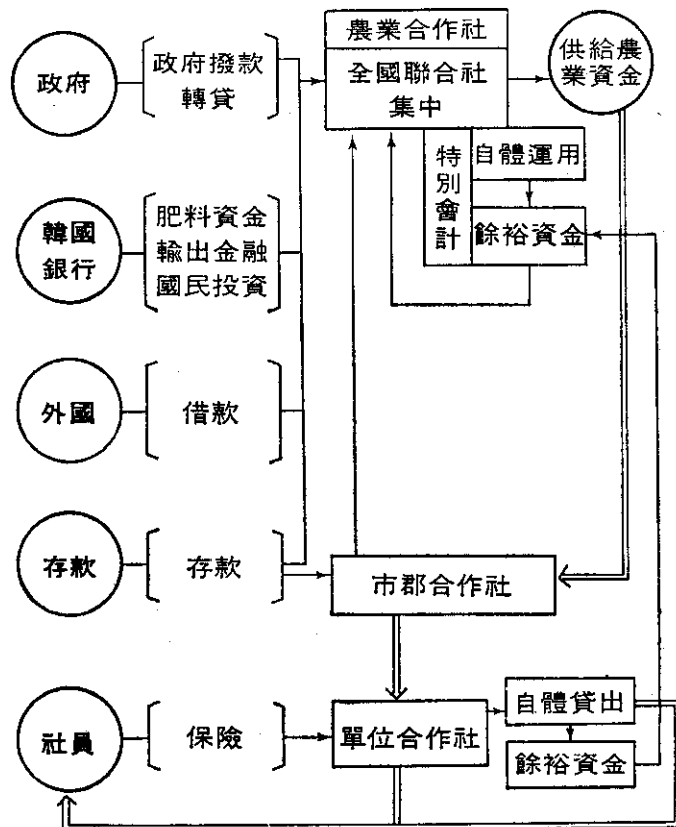 農業合作社
全國聯合社
集中
供給農
業資金
政府
政府撥款
轉貸
特別會計
自體運用
餘裕資金
韓國
銀行
肥料資金
輸出金融
國民投資
外國
借款
存款
存款
市郡合作社
社員
保險
單位合作社
自體貸出
餘裕資金